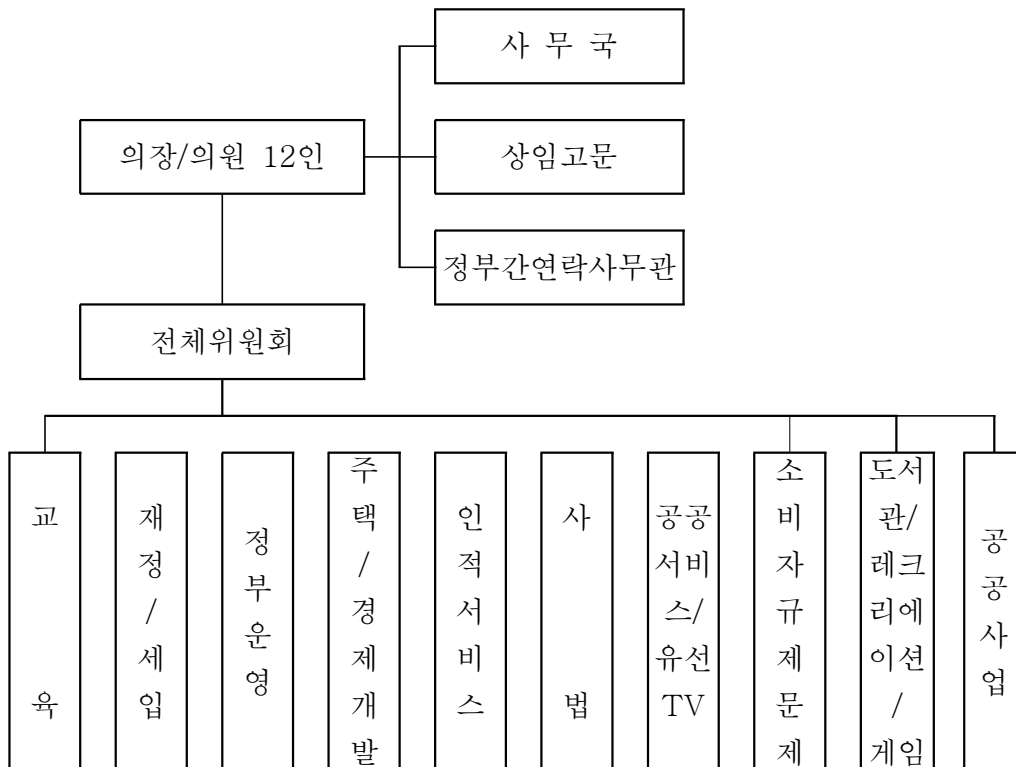 사 무 국
의장/의원 12인
상임고문
정부간연락사무관
전체위원회
교
육
재
정
/
세
입
정
부
운
영
주
택
/
경
제
개
발
인
적
서
비
스
사
법
공공
서비
스/
유선
TV
소
비
자
규
제
문
제
도서
관/
레크
리에
이션
/
게임
공
공
사
업